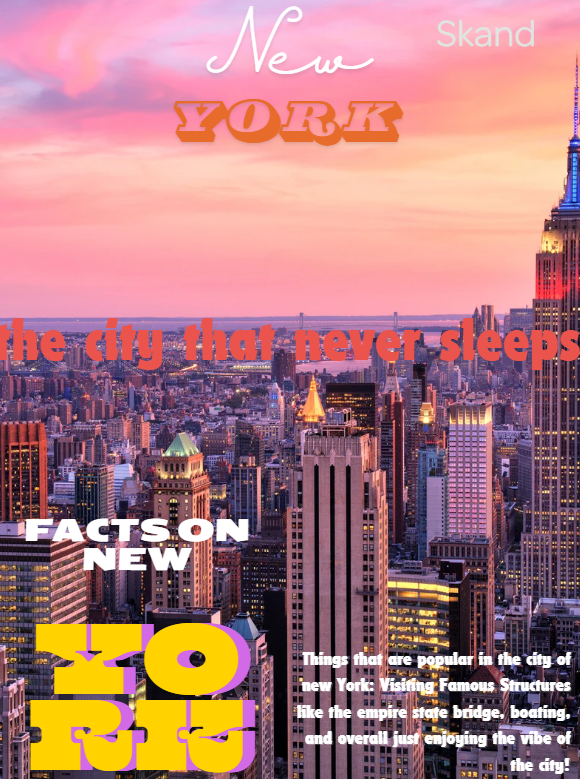 New
Skand
YORK
the city that never sleeps
FACTS ON
NEW
YO
RK
Things that are popular in the city of
new York: Visiting Famous Structures
like the empire state bridge, boating,
and overall just enjoying the vibe of
the city!